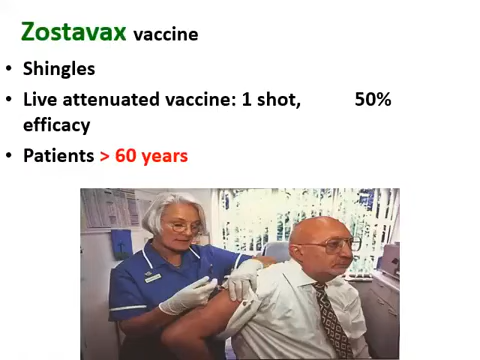 Zostavax vaccine
• Shingles
• Live attenuated vaccine: 1 shot, 50%
efficacy
• Patients > 60 years